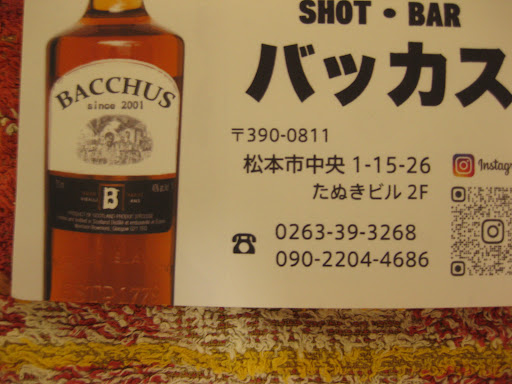 SHOT・BAR
バッカス
〒390-0811
松本市中央 1-15-26
たぬきビル 2F
0263-39-3268
090-2204-4686
Instag
BACCHUS
since 2001
B